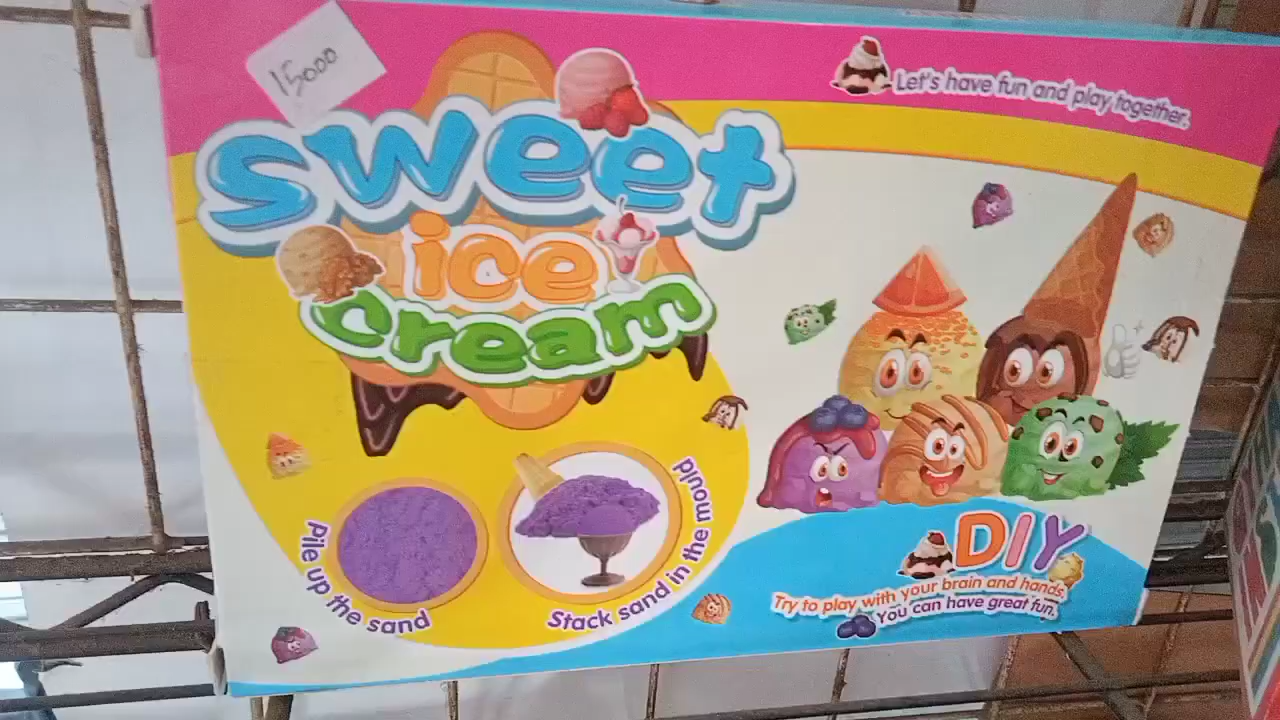 15000
Let's have fun and play together.
sweet
ice
cream
Pile up the sand
Stack sand in the mould
DIY
Try to play with your brain and hands,
You can have great fun.